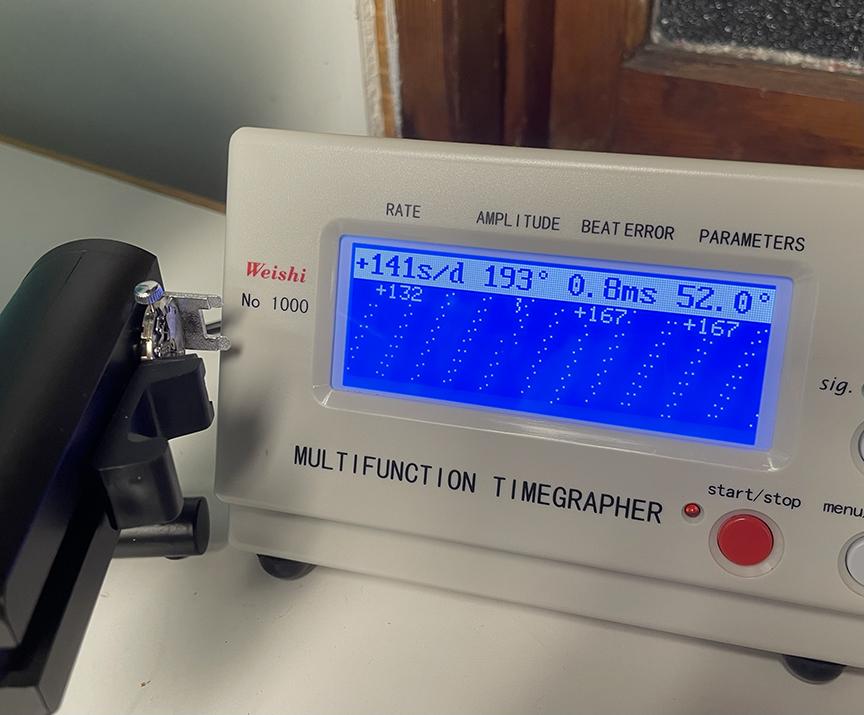 RATE AMPLITUDE BEAT ERROR PARAMETERS
Weishi
No 1000
+141s/d 193° 0.8ms 52.0°
+132 +167 +167
sig.
MULTIFUNCTION TIMEGRAPHER
start/stop
menu/